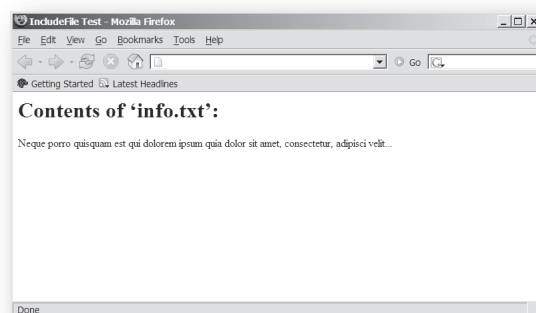 IncludeFile Test - Mozilla Firefox
File Edit View Go Bookmarks Tools Help
Go G
Getting Started Latest Headlines
Contents of ‘info.txt’:
Neque porro quisquam est qui dolorem ipsum quia dolor sit amet, consectetur, adipisci velit...
Done